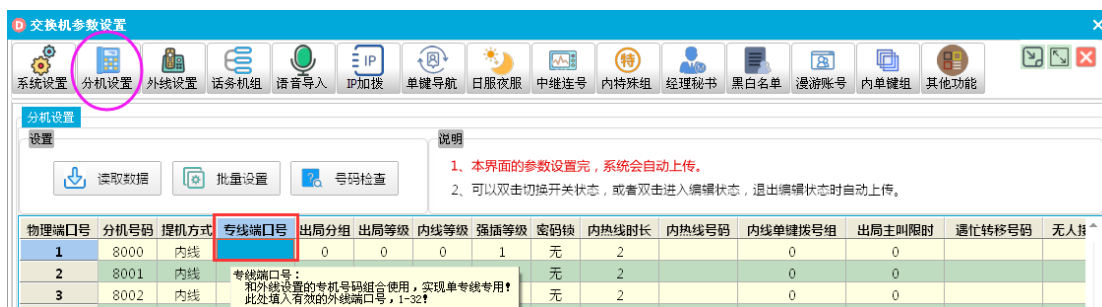 D 交换机参数设置
系统设置 分机设置 外线设置 话务机组 语音导入 IP加拨 单键导航 日服夜服 中继连号 内特殊组 经理秘书 黑白名单 漫游账号 内单键组 其他功能
分机设置
设置
读取数据 批量设置 号码检查
说明
1、本界面的参数设置完，系统会自动上传。
2、可以双击切换开关状态，或者双击进入编辑状态，退出编辑状态时自动上传。
物理端口号 分机号码 提机方式 专线端口号 出局分组 出局等级 内线等级 强插等级 密码锁 内热线时长 内热线号码 内线单键拨号组 出局主叫限时 遇忙转移号码 无人接
1 8000 内线 0 0 0 1 无 2 0 0
2 8001 内线 无 2 0 0
3 8002 内线 无 2 0 0
专线端口号：
和外线设置的专机号码组合使用，实现单专线专用！
此处填入有效的外线端口号，1-32！